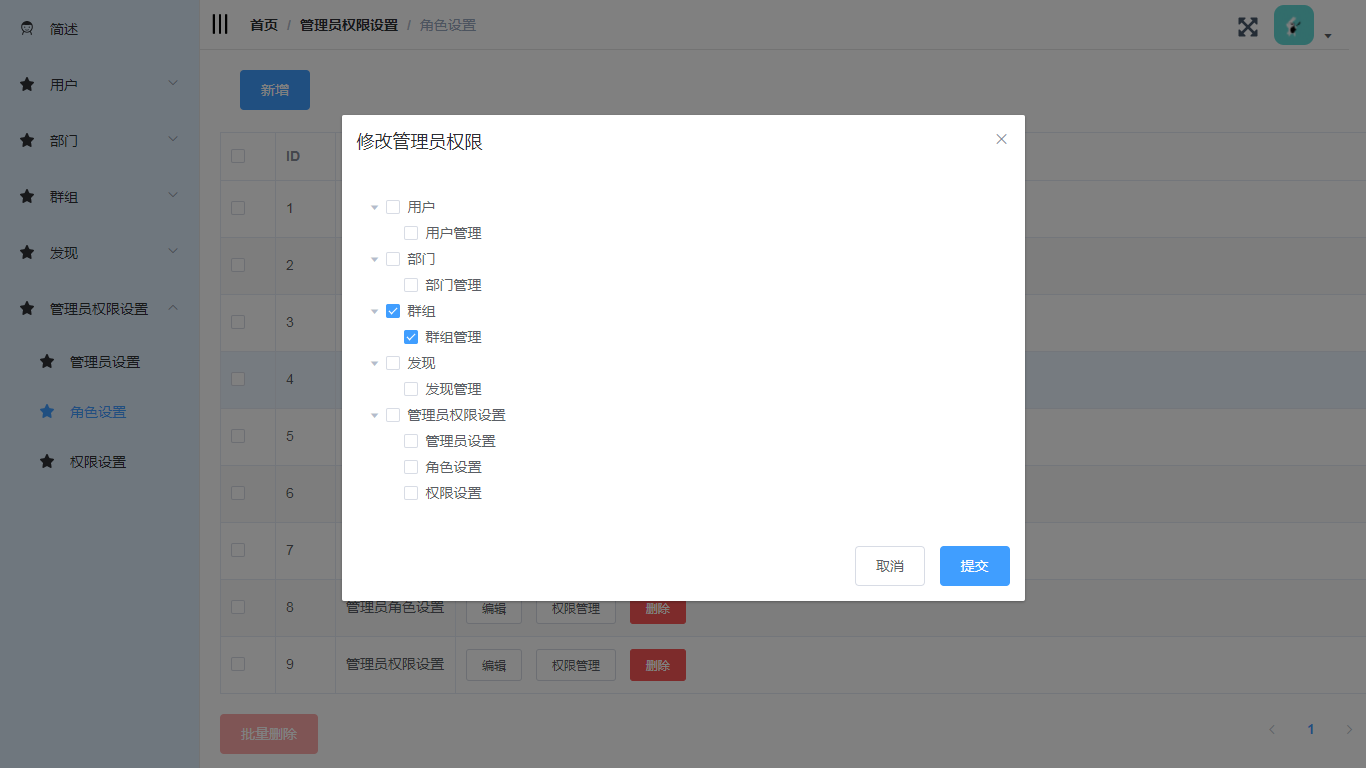 简述
用户
部门
群组
发现
管理员权限设置
管理员设置
角色设置
权限设置
首页 / 管理员权限设置 / 角色设置
新增
ID
1
2
3
4
5
6
7
8 管理员角色设置 编辑 权限管理 删除
9 管理员权限设置 编辑 权限管理 删除
批量删除
1
修改管理员权限
用户
用户管理
部门
部门管理
群组
群组管理
发现
发现管理
管理员权限设置
管理员设置
角色设置
权限设置
取消 提交